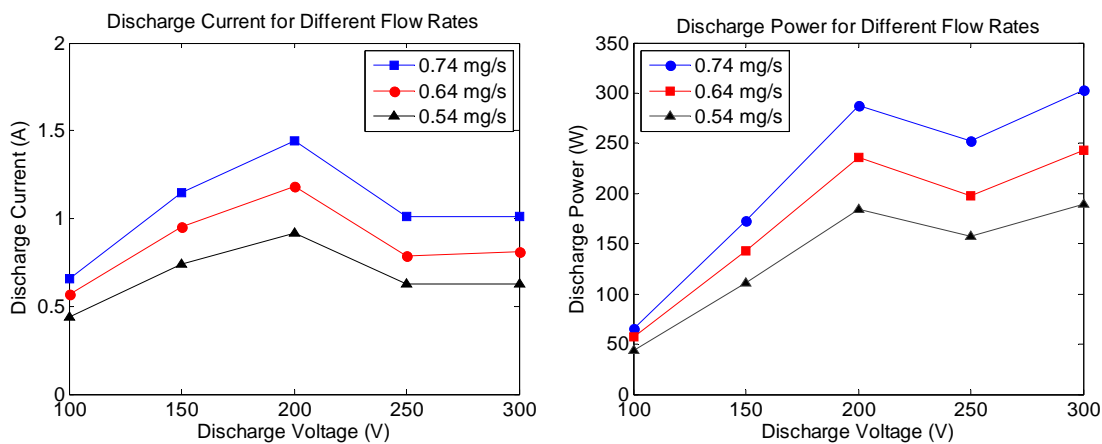 Discharge Current for Different Flow Rates
2
1.5
1
0.5
0
100 150 200 250 300
Discharge Voltage (V)
Discharge Current (A)
0.74 mg/s
0.64 mg/s
0.54 mg/s
Discharge Power for Different Flow Rates
350
300
250
200
150
100
50
0
100 150 200 250 300
Discharge Voltage (V)
Discharge Power (W)
0.74 mg/s
0.64 mg/s
0.54 mg/s